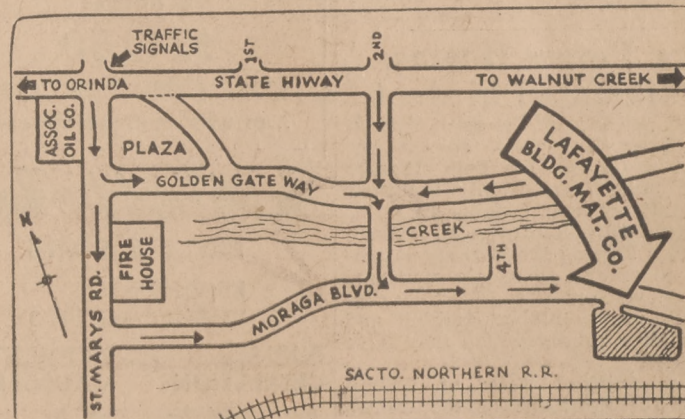 TRAFFIC
SIGNALS
1ST
2ND
TO ORINDA
STATE HIWAY
TO WALNUT CREEK
ASSOC.
OIL CO.
PLAZA
LAFAYETTE
BLDG. MAT. CO.
GOLDEN GATE WAY
CREEK
N
FIRE
HOUSE
4TH
ST. MARYS RD.
MORAGA BLVD.
SACTO. NORTHERN R.R.